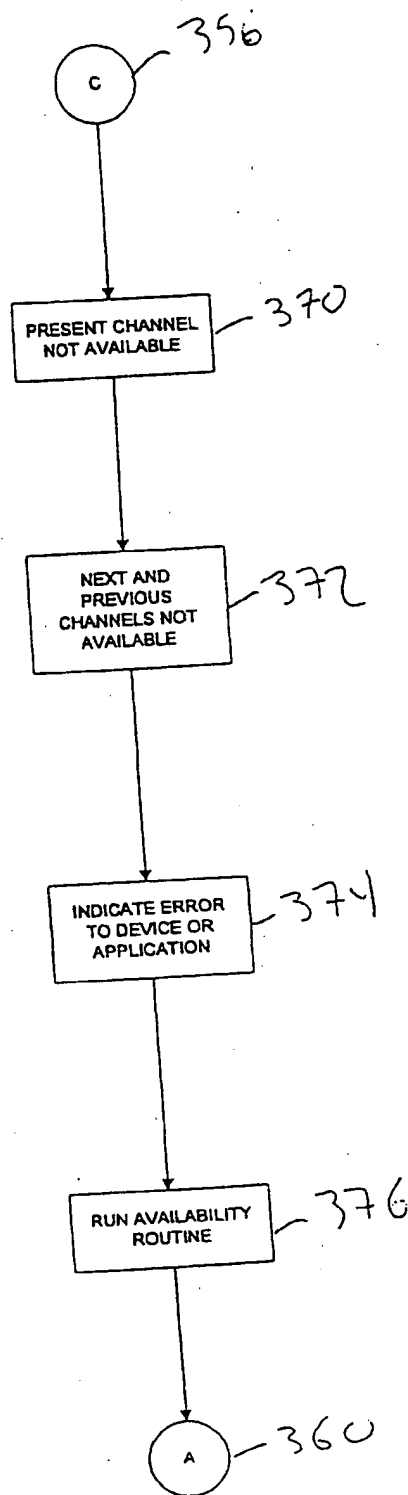 356
C
370
PRESENT CHANNEL
NOT AVAILABLE
372
NEXT AND
PREVIOUS
CHANNELS NOT
AVAILABLE
374
INDICATE ERROR
TO DEVICE OR
APPLICATION
376
RUN AVAILABILITY
ROUTINE
360
A